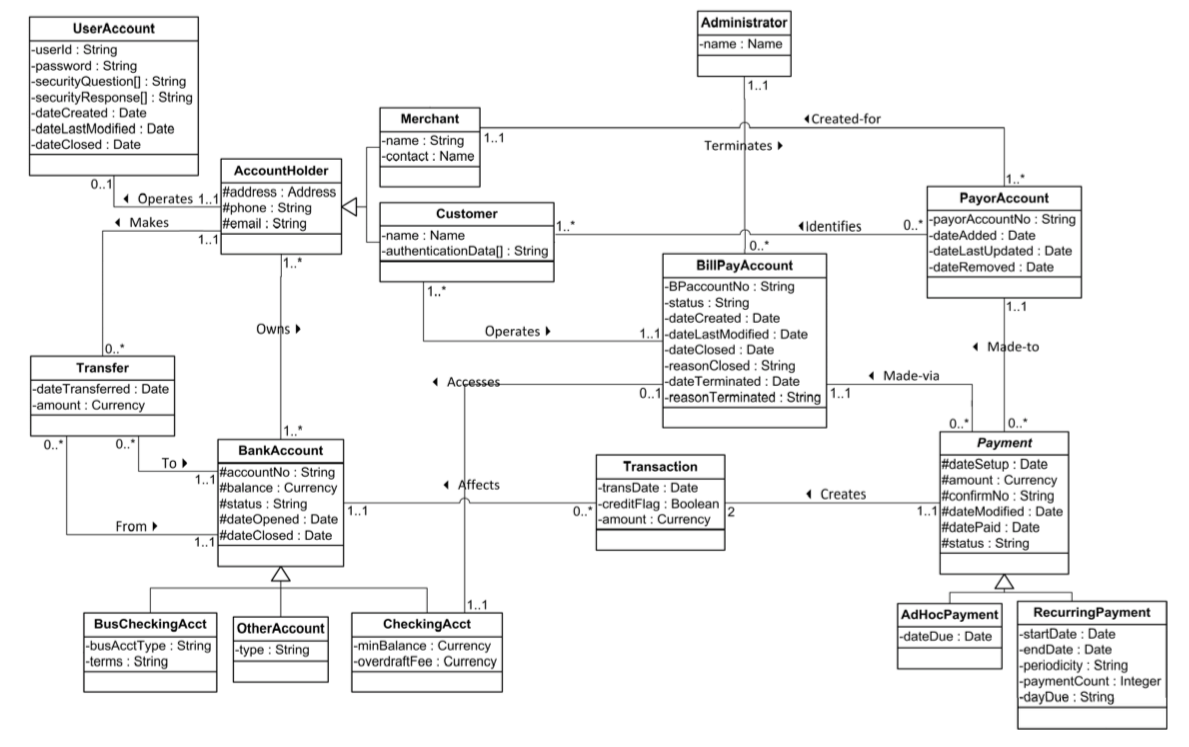 UserAccount
-userId : String
-password : String
-securityQuestion[] : String
-securityResponse[] : String
-dateCreated : Date
-dateLastModified : Date
-dateClosed : Date
Administrator
-name : Name
1..1
Terminates
0..*
Merchant
-name : String
-contact : Name
1..1
Created-for
1..*
AccountHolder
#address : Address
#phone : String
#email : String
0..1
Operates
1..1
Makes
1..1
0..*
Customer
-name : Name
-authenticationData[] : String
1..*
Identifies
0..*
PayorAccount
-payorAccountNo : String
-dateAdded : Date
-dateLastUpdated : Date
-dateRemoved : Date
1..*
Owns
1..*
1..*
Operates
1..1
BillPayAccount
-BPaccountNo : String
-status : String
-dateCreated : Date
-dateLastModified : Date
-dateClosed : Date
-reasonClosed : String
-dateTerminated : Date
-reasonTerminated : String
1..1
Made-to
0..*
Accesses
0..1
1..1
1..1
Made-via
0..*
Transfer
-dateTransferred : Date
-amount : Currency
0..*
0..*
To
1..1
From
1..1
BankAccount
#accountNo : String
#balance : Currency
#status : String
#dateOpened : Date
#dateClosed : Date
1..1
Affects
0..*
Transaction
-transDate : Date
-creditFlag : Boolean
-amount : Currency
2
Creates
1..1
Payment
#dateSetup : Date
#amount : Currency
#confirmNo : String
#dateModified : Date
#datePaid : Date
#status : String
BusCheckingAcct
-busAcctType : String
-terms : String
OtherAccount
-type : String
CheckingAcct
-minBalance : Currency
-overdraftFee : Currency
AdHocPayment
-dateDue : Date
RecurringPayment
-startDate : Date
-endDate : Date
-periodicity : String
-paymentCount : Integer
-dayDue : String